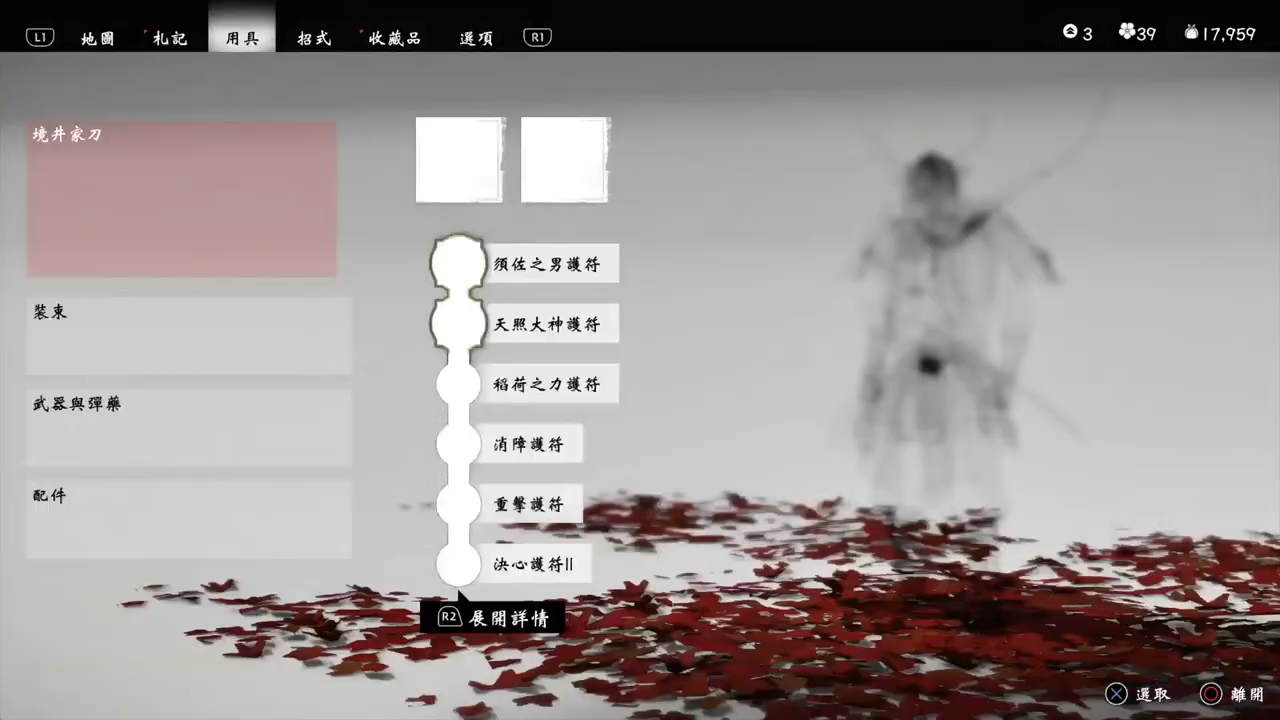 L1 地圖 札記 用具 招式 收藏品 選項 R1 3 39 17,959
境井家刀
裝束
武器與彈藥
配件
須佐之男護符
天照大神護符
稻荷之力護符
消障護符
重擊護符
決心護符II
R2 展開詳情
選取 離開